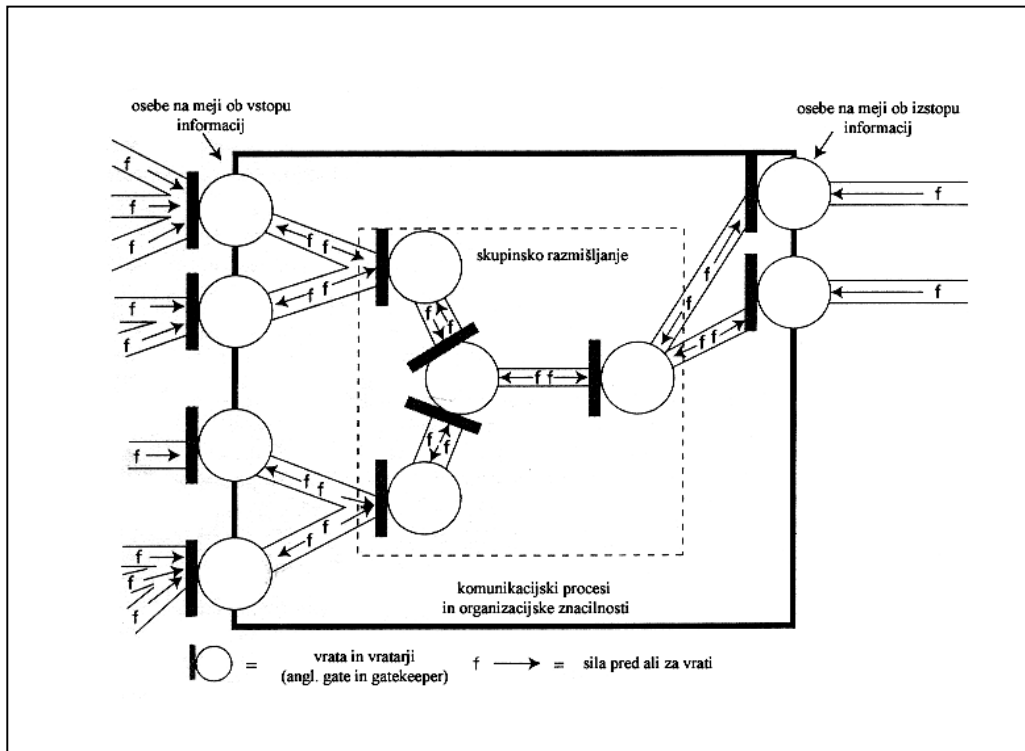 osebe na meji ob vstopu
informacij
osebe na meji ob izstopu
informacij
f
f
f
f
f
f f
f f
skupinsko razmišljanje
f
f
f
f
f
f f
f
f
f f
f
f
f
f f
f
f
f
f
f
komunikacijski procesi
in organizacijske znacilnosti
= vrata in vratarji
(angl. gate in gatekeeper)
f = sila pred ali za vrati